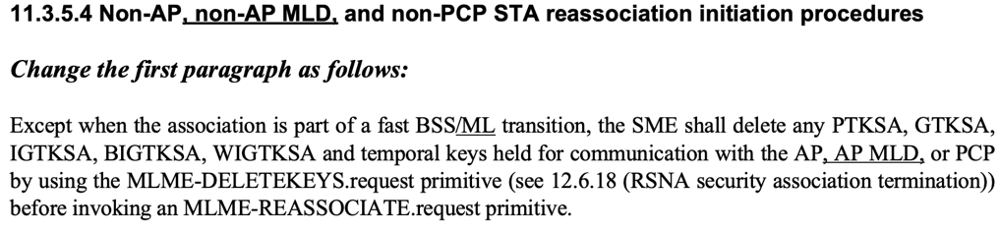 11.3.5.4 Non-AP, non-AP MLD, and non-PCP STA reassociation initiation procedures
Change the first paragraph as follows:
Except when the association is part of a fast BSS/ML transition, the SME shall delete any PTKSA, GTKSA,
IGTKSA, BIGTKSA, WIGTKSA and temporal keys held for communication with the AP, AP MLD, or PCP
by using the MLME-DELETEKEYS.request primitive (see 12.6.18 (RSNA security association termination))
before invoking an MLME-REASSOCIATE.request primitive.